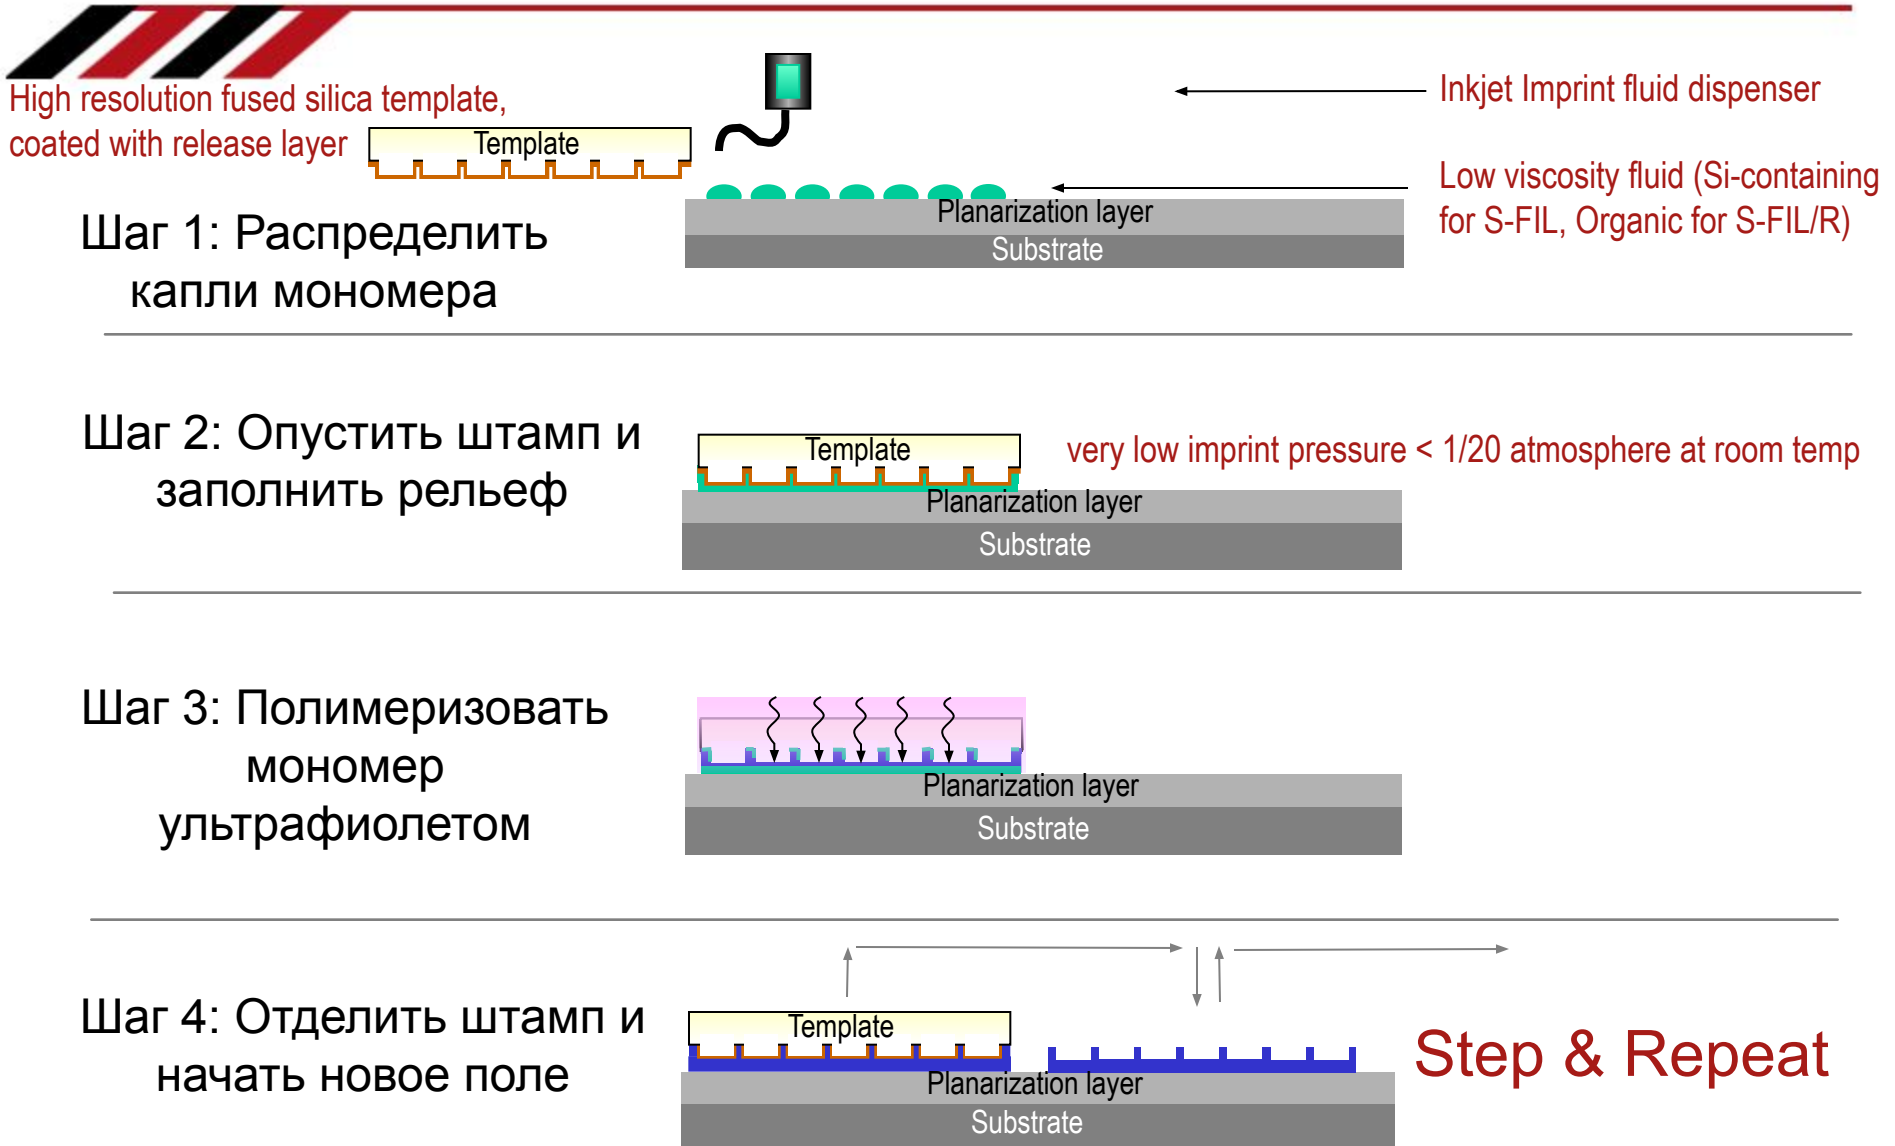 High resolution fused silica template,
coated with release layer
Template
Inkjet Imprint fluid dispenser
Low viscosity fluid (Si-containing
for S-FIL, Organic for S-FIL/R)
Planarization layer
Substrate
Шаг 1: Распределить
капли мономера
Шаг 2: Опустить штамп и
заполнить рельеф
Template
very low imprint pressure < 1/20 atmosphere at room temp
Planarization layer
Substrate
Шаг 3: Полимеризовать
мономер
ультрафиолетом
Planarization layer
Substrate
Шаг 4: Отделить штамп и
начать новое поле
Template
Planarization layer
Substrate
Step & Repeat